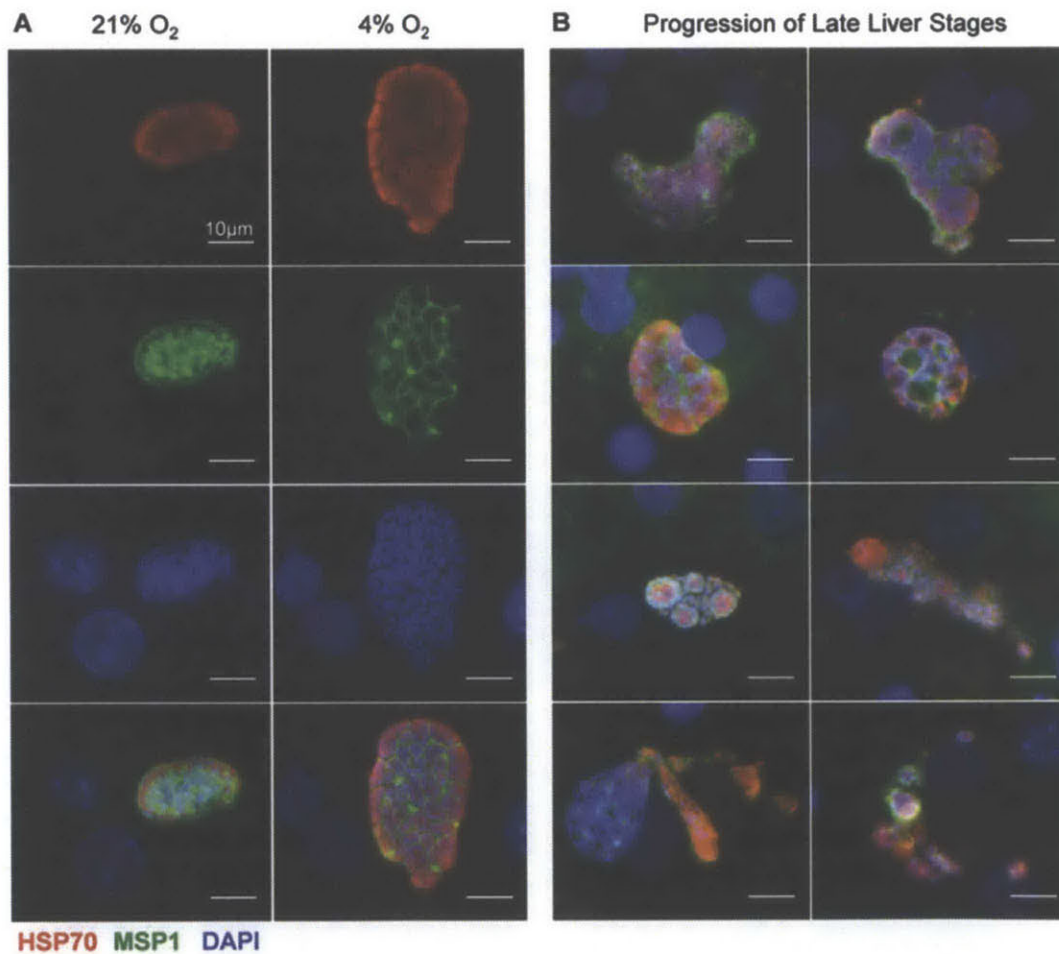 A 21% O₂ 4% O₂ B Progression of Late Liver Stages
10µm
HSP70 MSP1 DAPI